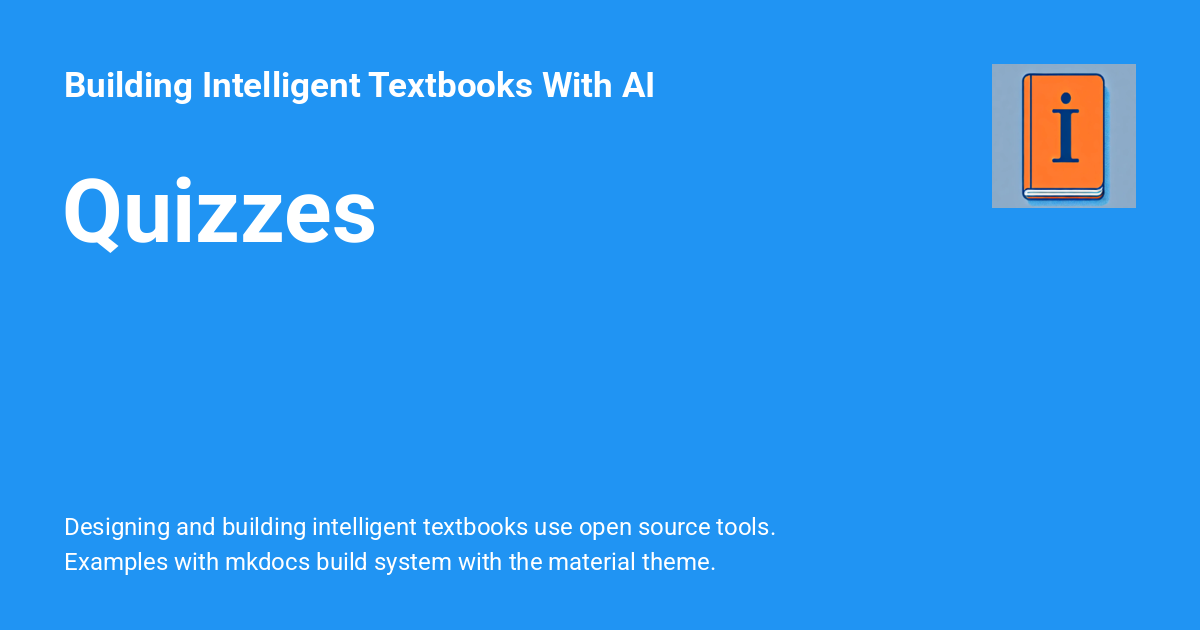 Building Intelligent Textbooks With AI
i
Quizzes
Designing and building intelligent textbooks use open source tools.
Examples with mkdocs build system with the material theme.